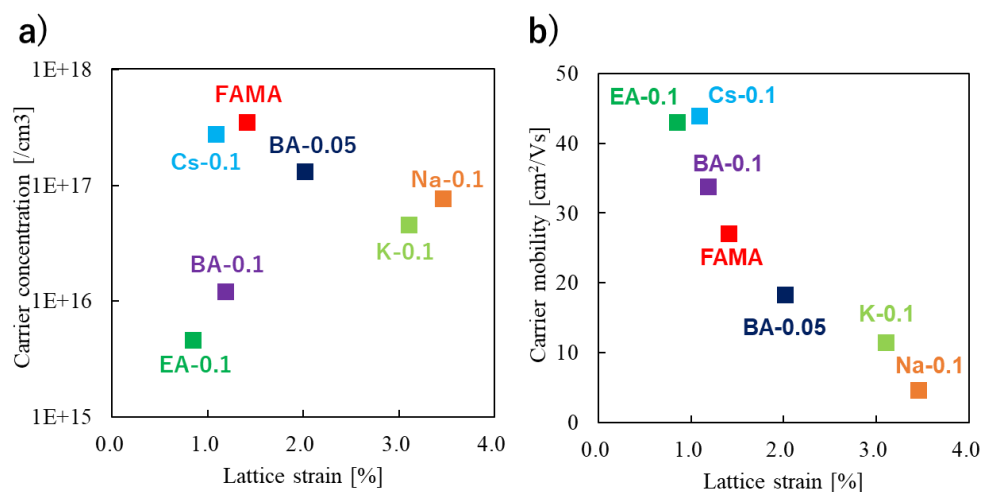 a)
Carrier concentration [/cm3]
1E+18
1E+17
1E+16
1E+15
FAMA
Cs-0.1
BA-0.05
Na-0.1
K-0.1
BA-0.1
EA-0.1
0.0 1.0 2.0 3.0 4.0
Lattice strain [%]
b)
Carrier mobility [cm²/Vs]
50
40
30
20
10
0
EA-0.1
Cs-0.1
BA-0.1
FAMA
BA-0.05
K-0.1
Na-0.1
0.0 1.0 2.0 3.0 4.0
Lattice strain [%]